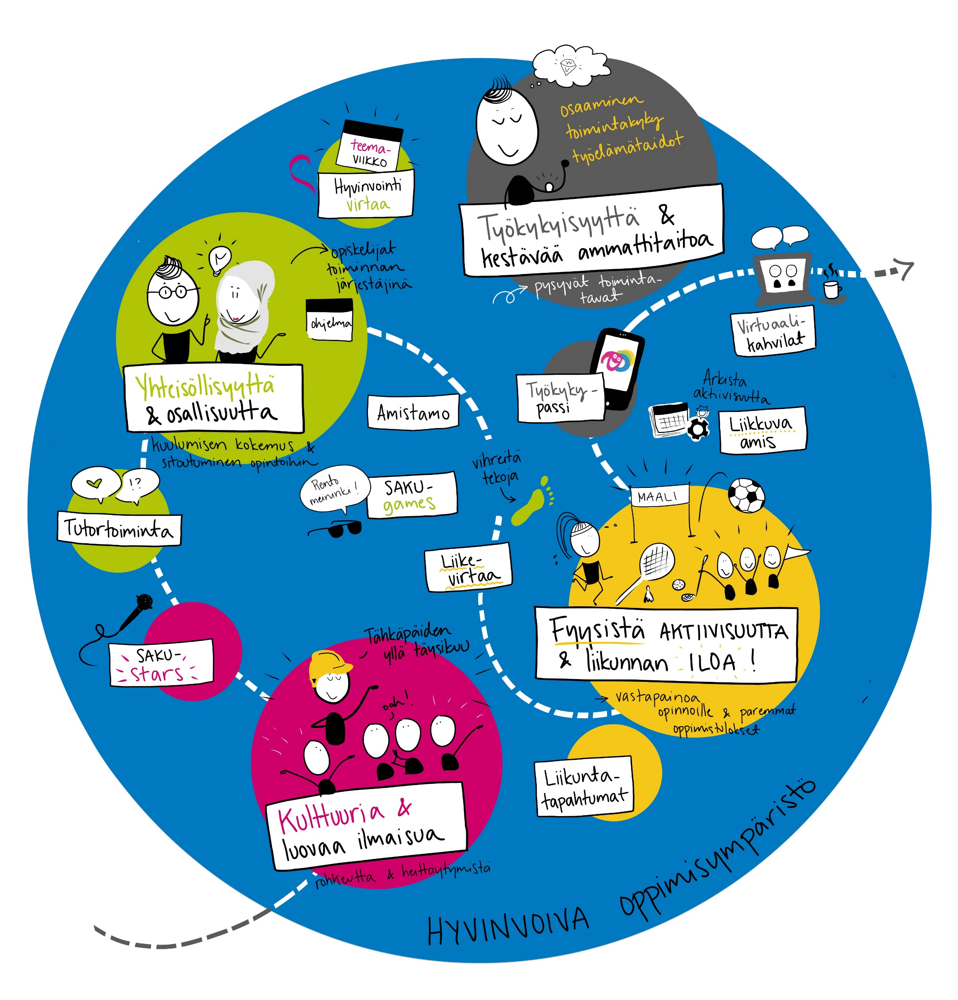 osaaminen
toimintakyky
työelämätaidot
Työkykyisyyttä &
kestävää ammattitaitoa
pysyvät toiminta-
tavat
teema-
VIIKKO
Hyvinvointi
virtaa
opiskelijat
toiminnan
järjestäjinä
ohjelma
Yhteisöllisyyttä
& osallisuutta
kuulumisen kokemus &
sitoutuminen opintoihin
Virtuaali-
kahvilat
Työkyky-
passi
Amistamo
Arkista
aktiivisuutta
Liikkuva
amis
!?
Tutortoiminta
Rento
meininki!
SAKU-
games
vihreitä
tekoja
MAALI
Liike-
virtaa
Fyysistä AKTIIVISUUTTA
& liikunnan ILOA!
vastapainoa
opinnoille & paremmat
oppimistulokset
SAKU-
stars
Tähkäpäiden
yllä täysikuu
ooh!
Kulttuuria &
luovaa ilmaisua
rohkeutta & heittäytymistä
Liikunta-
tapahtumat
HYVINVOIVA oppimisympäristö